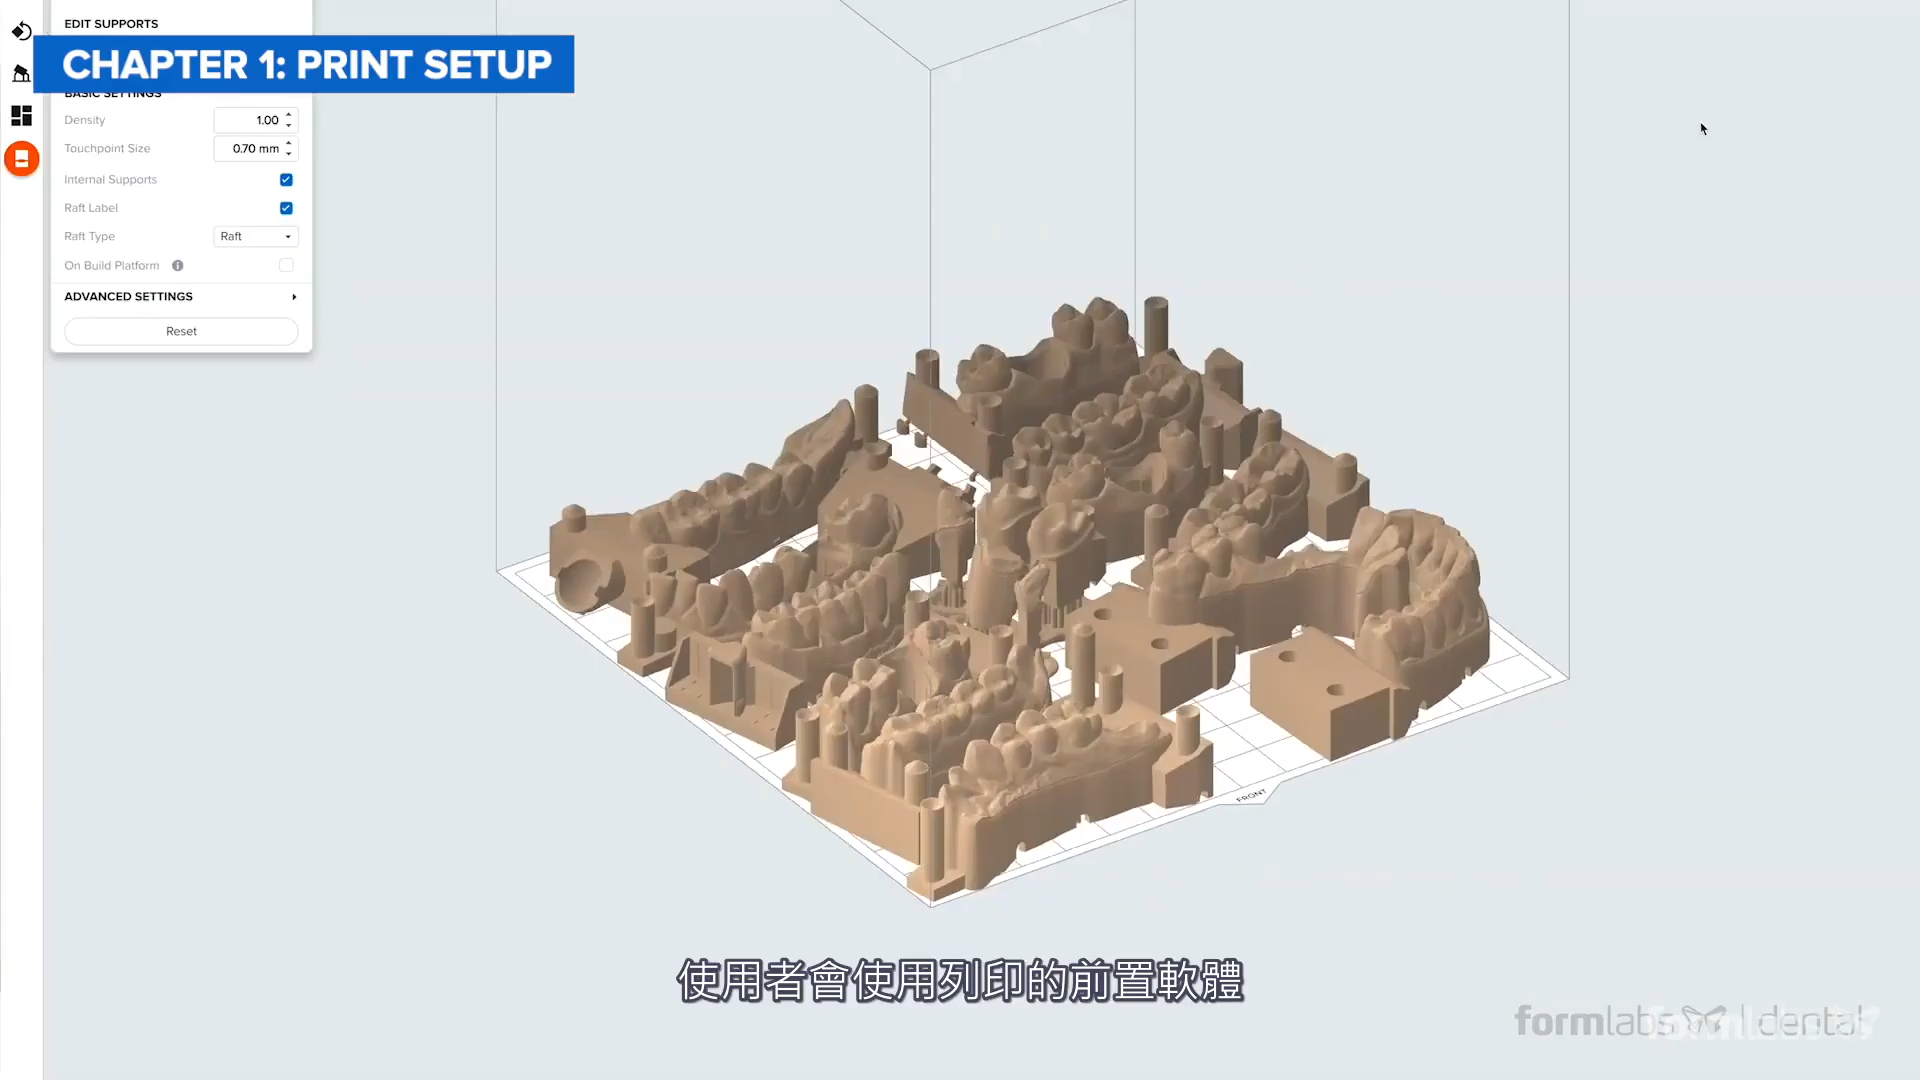 EDIT SUPPORTS
CHAPTER 1: PRINT SETUP
BASIC SETTINGS
Density 1.00
Touchpoint Size 0.70 mm
Internal Supports
Raft Label
Raft Type Raft
On Build Platform
ADVANCED SETTINGS
Reset
FRONT
使用者會使用列印的前置軟體
formlabs dental